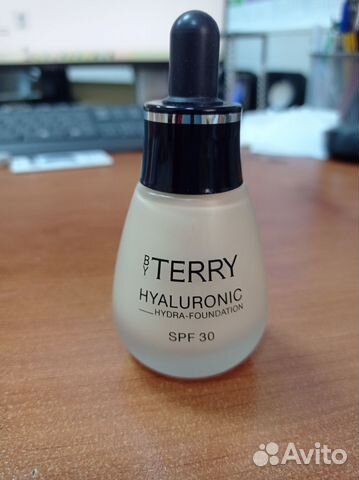 BY TERRY
HYALURONIC
HYDRA-FOUNDATION
SPF 30
Avito